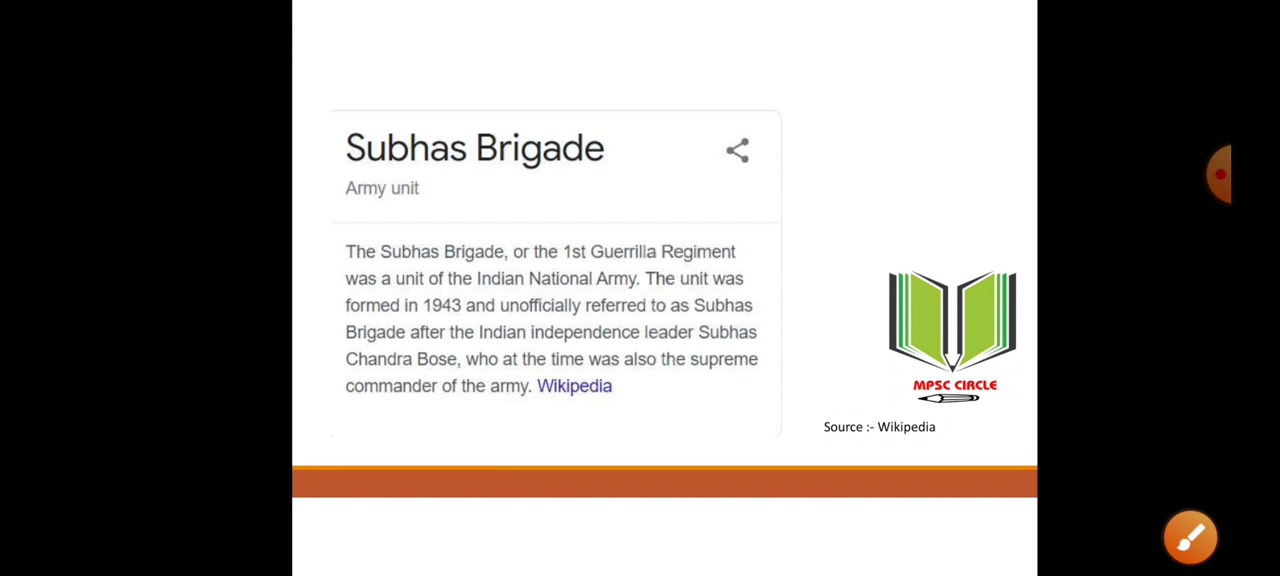 Subhas Brigade
Army unit
The Subhas Brigade, or the 1st Guerrilla Regiment
was a unit of the Indian National Army. The unit was
formed in 1943 and unofficially referred to as Subhas
Brigade after the Indian independence leader Subhas
Chandra Bose, who at the time was also the supreme
commander of the army. Wikipedia
MPSC CIRCLE
Source :- Wikipedia